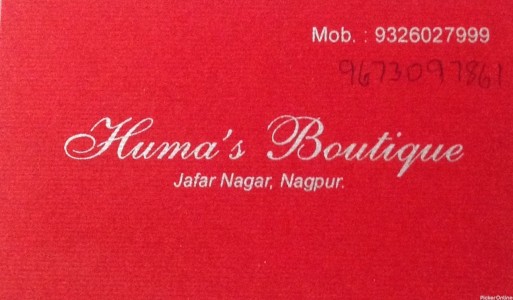 Mob. : 9326027999
9673097861
Huma's Boutique
Jafar Nagar, Nagpur.
PickerOnline